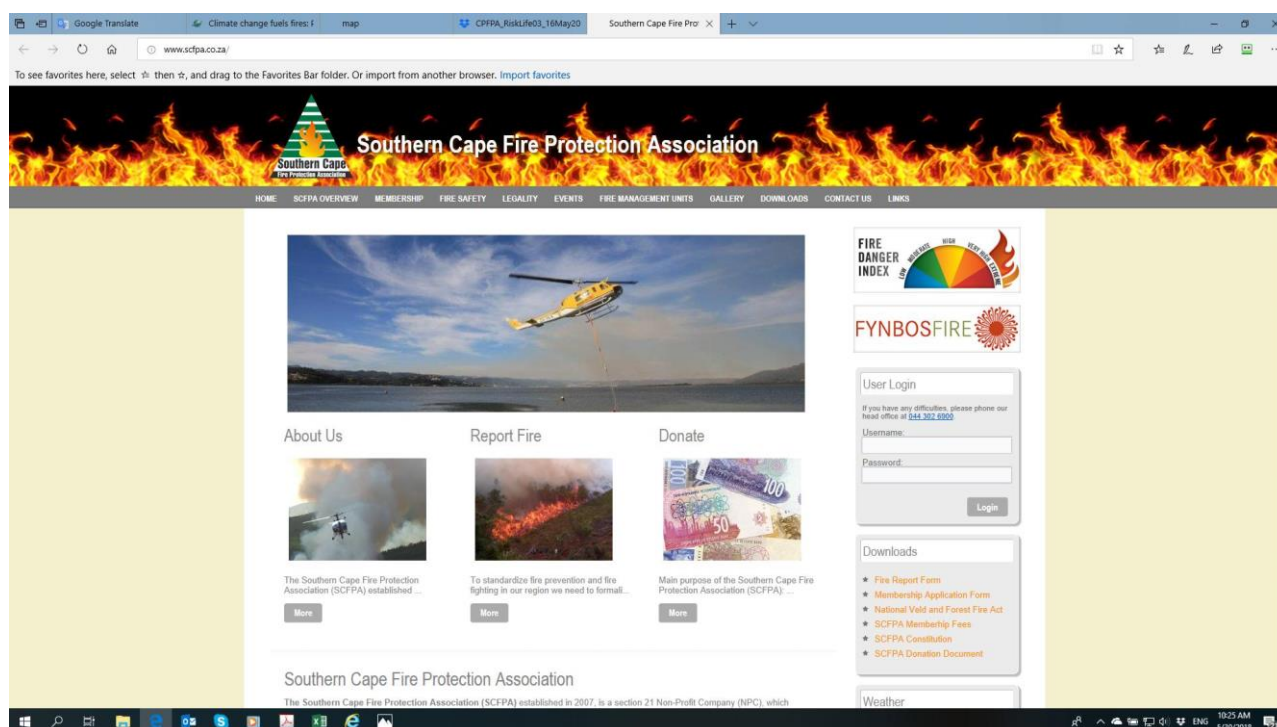 Google Translate
Climate change fuels fires: F
map
CPFPA_RiskLife03_16May20
Southern Cape Fire Pro
www.scfpa.co.za/
To see favorites here, select ☆ then ☆, and drag to the Favorites Bar folder. Or import from another browser. Import favorites
Southern Cape
Fire Protection Association
Southern Cape Fire Protection Association
HOME SCFPA OVERVIEW MEMBERSHIP FIRE SAFETY LEGALITY EVENTS FIRE MANAGEMENT UNITS GALLERY DOWNLOADS CONTACT US LINKS
FIRE
DANGER
INDEX
LOW MODERATE HIGH VERY HIGH EXTREME
FYNBOSFIRE
User Login
If you have any difficulties, please phone our
head office at 044 302 6900
Username:
Password:
Login
About Us
Report Fire
Donate
100
100
50
The Southern Cape Fire Protection
Association (SCFPA) established ...
More
To standardize fire prevention and fire
fighting in our region we need to formali...
More
Main purpose of the Southern Cape Fire
Protection Association (SCFPA): ...
More
Downloads
Fire Report Form
Membership Application Form
National Veld and Forest Fire Act
SCFPA Memberhip Fees
SCFPA Constitution
SCFPA Donation Document
Southern Cape Fire Protection Association
The Southern Cape Fire Protection Association (SCFPA) established in 2007, is a section 21 Non-Profit Company (NPC), which
Weather
ENG
10:25 AM
5/20/2018